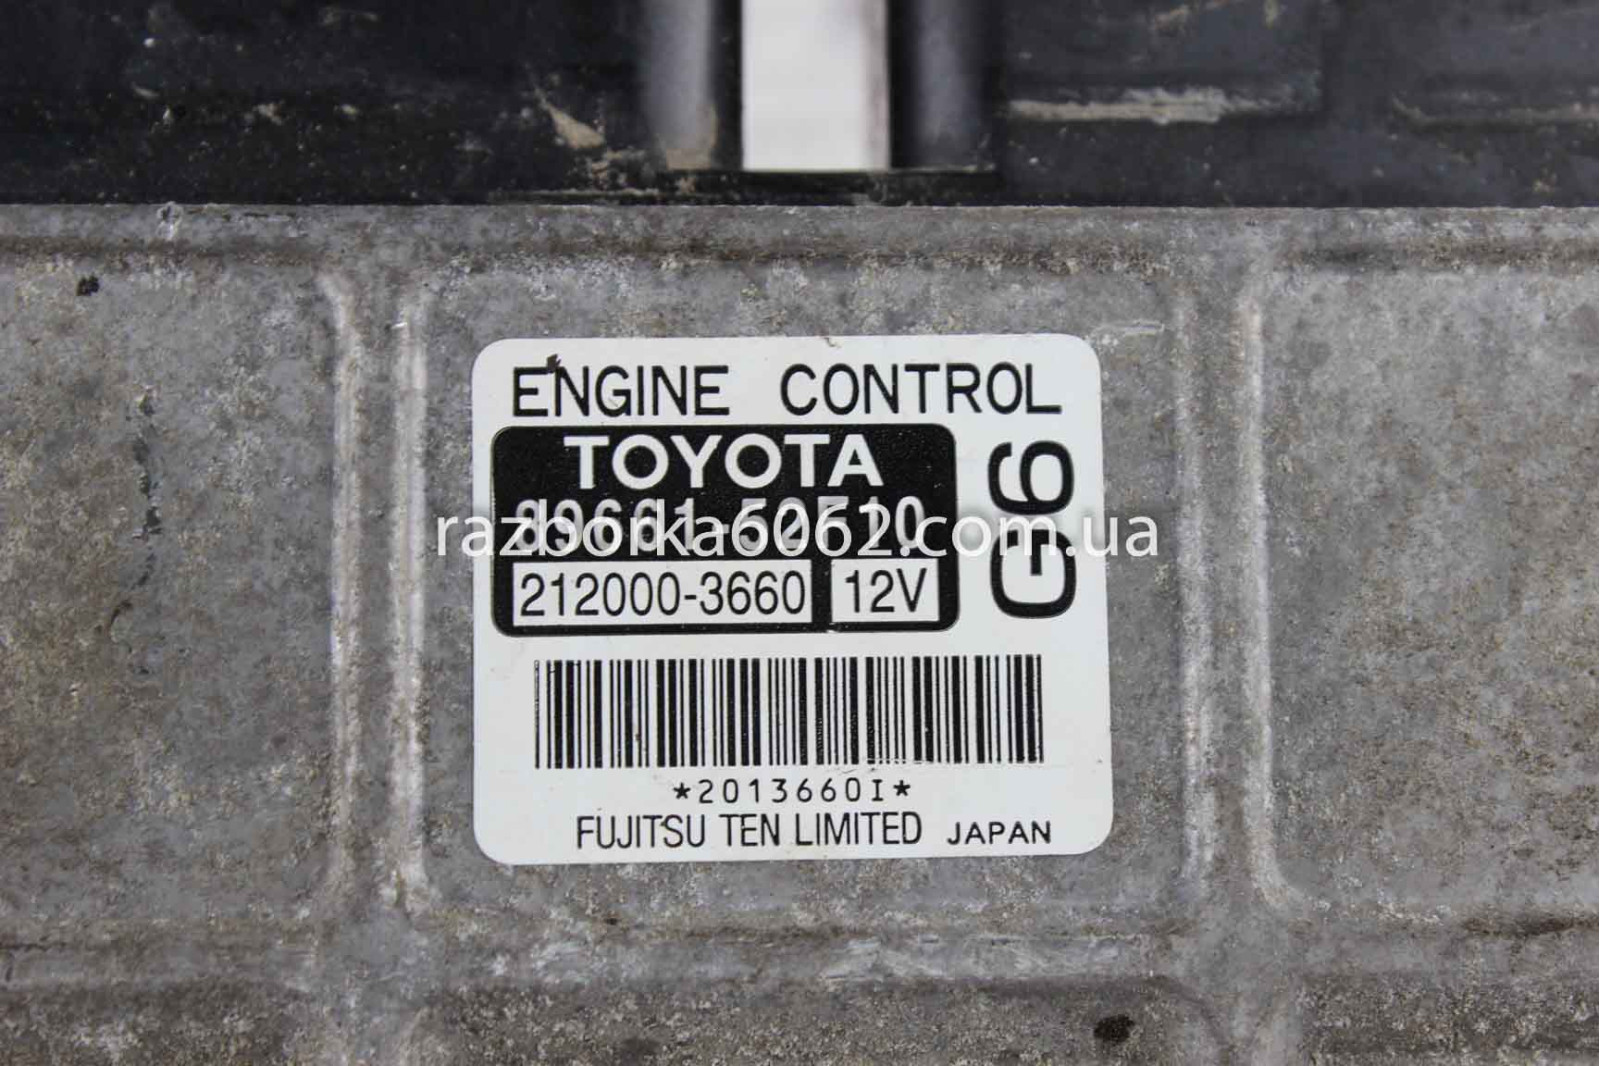 ENGINE CONTROL
TOYOTA
G6
razborka6062.com.ua
212000-3660 12V
*2013660I*
FUJITSU TEN LIMITED JAPAN